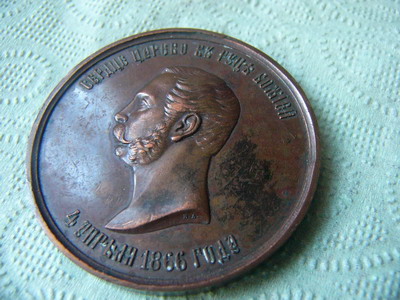 СЕРДЦЕ ЦАРЕВО ВЪ РУЦѢ БОЖІЕЙ
4 АПРѢЛЯ 1866 ГОДА